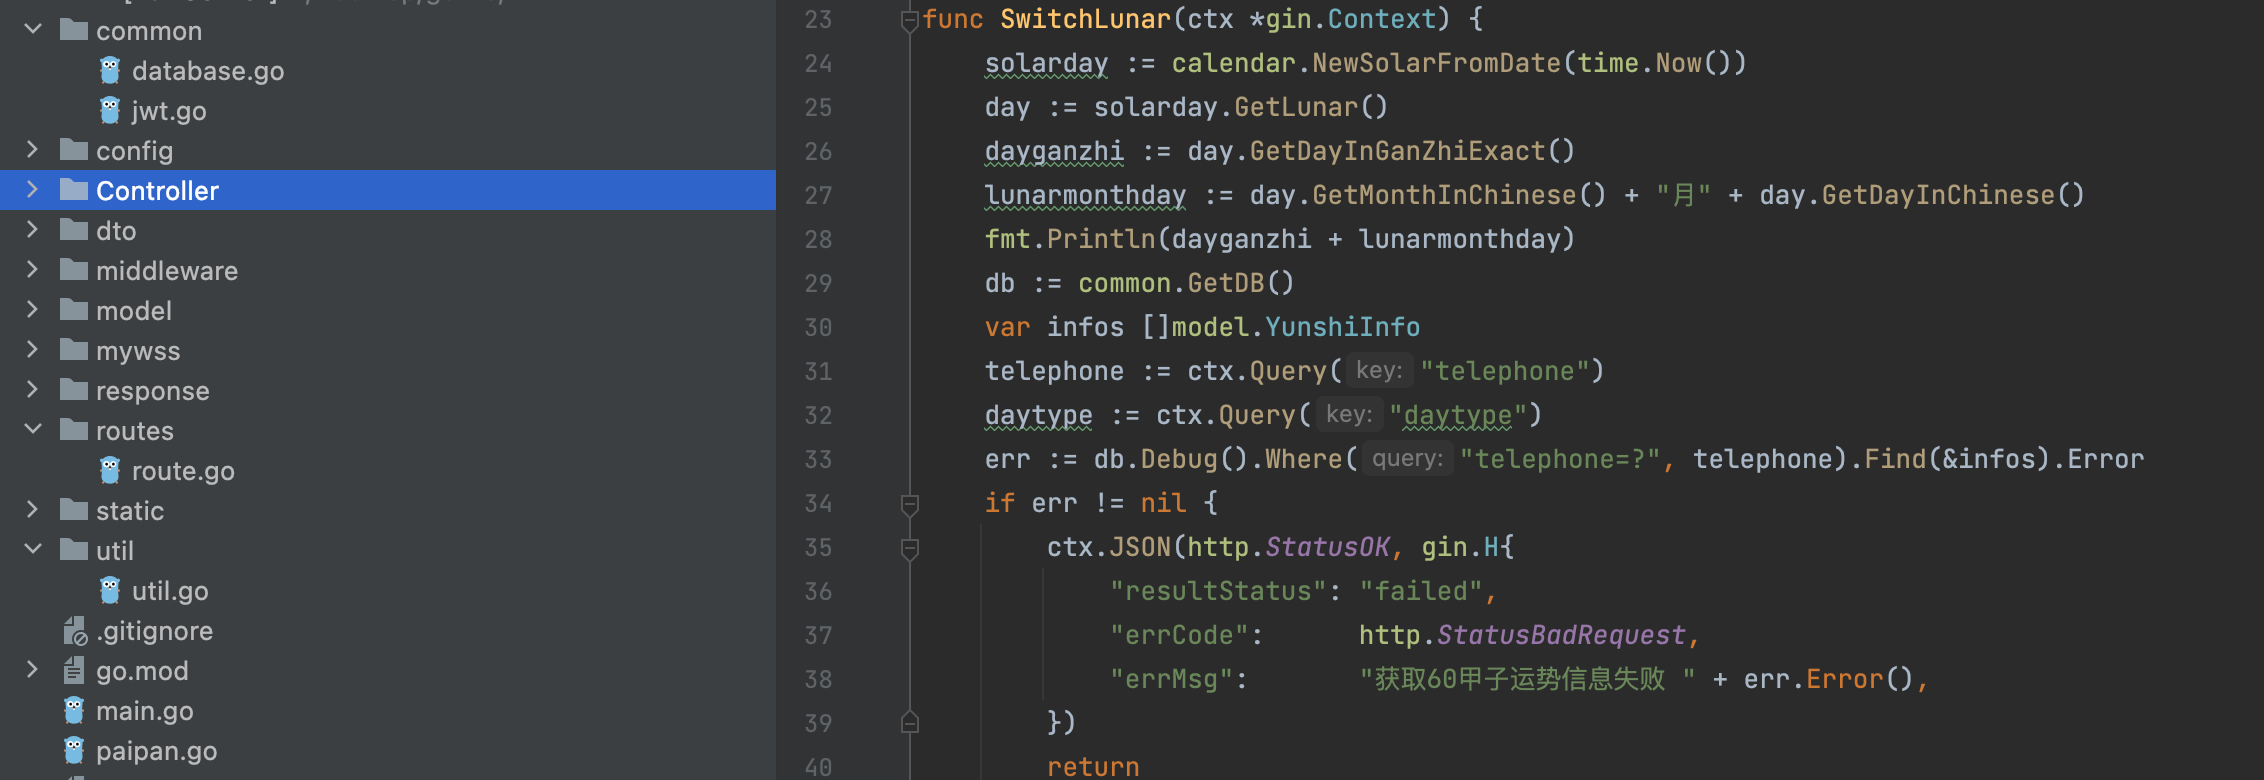 common
database.go
jwt.go
config
Controller
dto
middleware
model
mywss
response
routes
route.go
static
util
util.go
.gitignore
go.mod
main.go
paipan.go
23 func SwitchLunar(ctx *gin.Context) {
24 solarday := calendar.NewSolarFromDate(time.Now())
25 day := solarday.GetLunar()
26 dayganzhi := day.GetDayInGanZhiExact()
27 lunarmonthday := day.GetMonthInChinese() + "月" + day.GetDayInChinese()
28 fmt.Println(dayganzhi + lunarmonthday)
29 db := common.GetDB()
30 var infos []model.YunshiInfo
31 telephone := ctx.Query( key: "telephone")
32 daytype := ctx.Query( key: "daytype")
33 err := db.Debug().Where( query: "telephone=?", telephone).Find(&infos).Error
34 if err != nil {
35 ctx.JSON(http.StatusOK, gin.H{
36 "resultStatus": "failed",
37 "errCode": http.StatusBadRequest,
38 "errMsg": "获取60甲子运势信息失败 " + err.Error(),
39 })
40 return